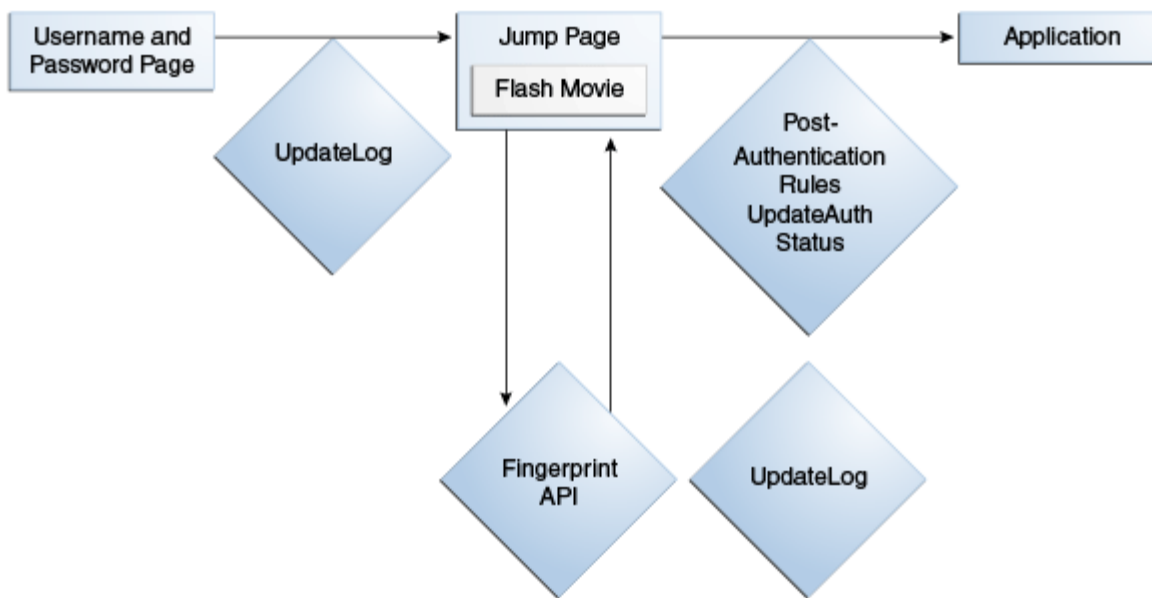 Username and
Password Page
Jump Page
Flash Movie
Application
UpdateLog
Post-
Authentication
Rules
UpdateAuth
Status
Fingerprint
API
UpdateLog